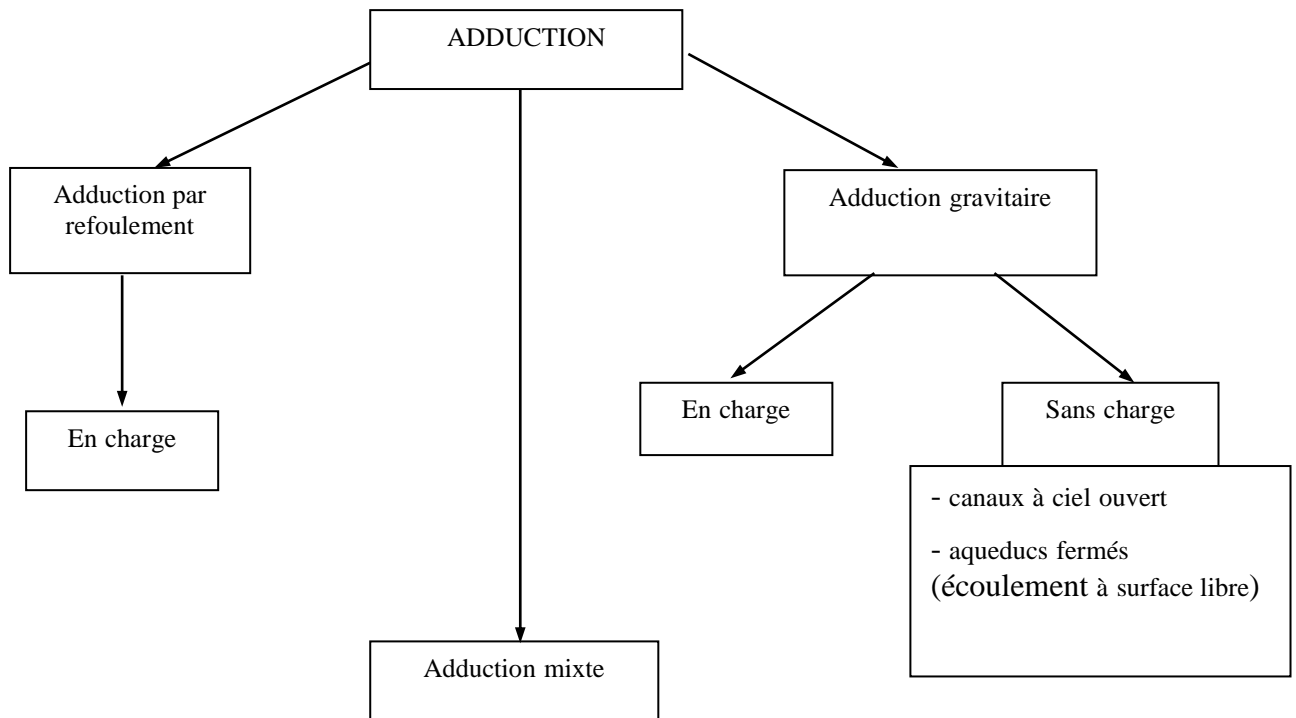 ADDUCTION
Adduction par
refoulement
Adduction gravitaire
En charge
En charge
Sans charge
- canaux à ciel ouvert
- aqueducs fermés
(écoulement à surface libre)
Adduction mixte